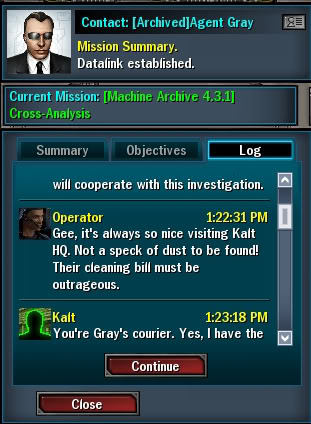 Contact: [Archived]Agent Gray
Mission Summary.
Datalink established.
Current Mission: [Machine Archive 4.3.1]
Cross-Analysis
Summary
Objectives
Log
will cooperate with this investigation.
Operator 1:22:31 PM
Gee, it's always so nice visiting Kalt
HQ. Not a speck of dust to be found!
Their cleaning bill must be
outrageous.
Kalt 1:23:18 PM
You're Gray's courier. Yes, I have the
Continue
Close